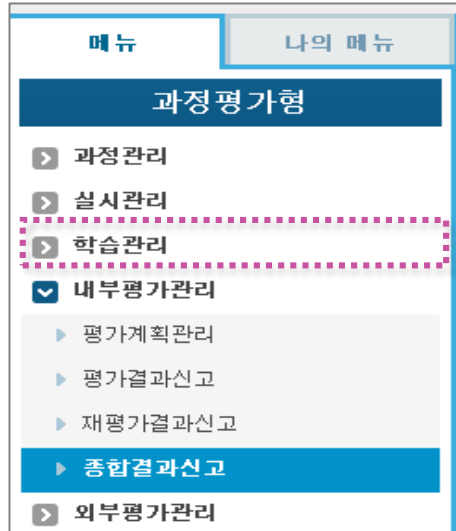 메뉴 나의 메뉴
과정평가형
과정관리
실시관리
학습관리
내부평가관리
평가계획관리
평가결과신고
재평가결과신고
종합결과신고
외부평가관리